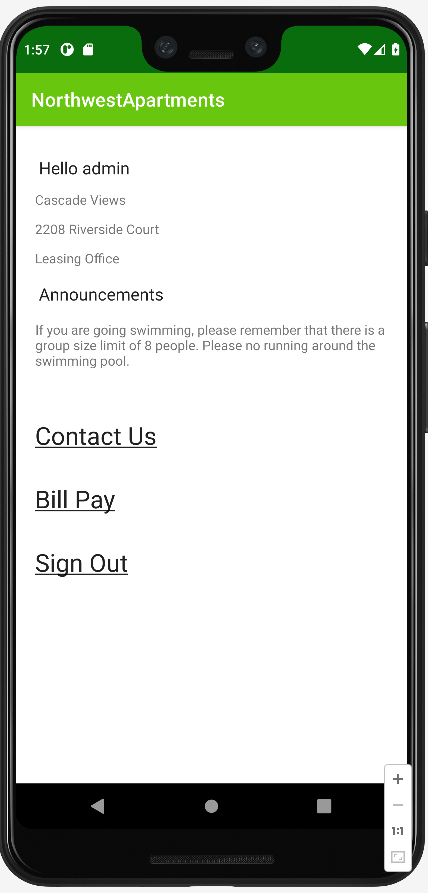 1:57
NorthwestApartments
Hello admin
Cascade Views
2208 Riverside Court
Leasing Office
Announcements
If you are going swimming, please remember that there is a
group size limit of 8 people. Please no running around the
swimming pool.
Contact Us
Bill Pay
Sign Out
1:1